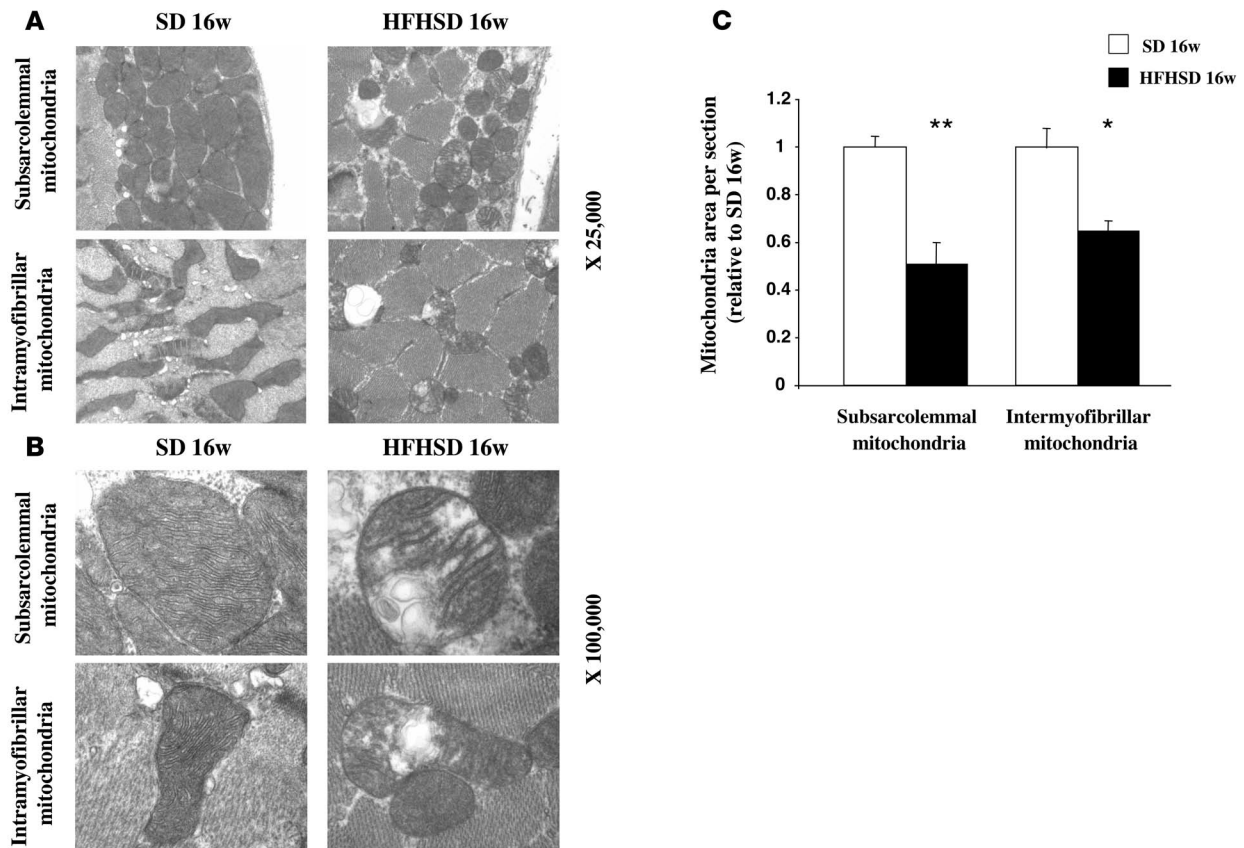 A
SD 16w
HFHSD 16w
Subsarcolemmal
mitochondria
Intramyofibrillar
mitochondria
X 25,000
B
SD 16w
HFHSD 16w
Subsarcolemmal
mitochondria
Intramyofibrillar
mitochondria
X 100,000
C
SD 16w
HFHSD 16w
Mitochondria area per section
(relative to SD 16w)
1.2
1
0.8
0.6
0.4
0.2
0
**
*
Subsarcolemmal
mitochondria
Intermyofibrillar
mitochondria